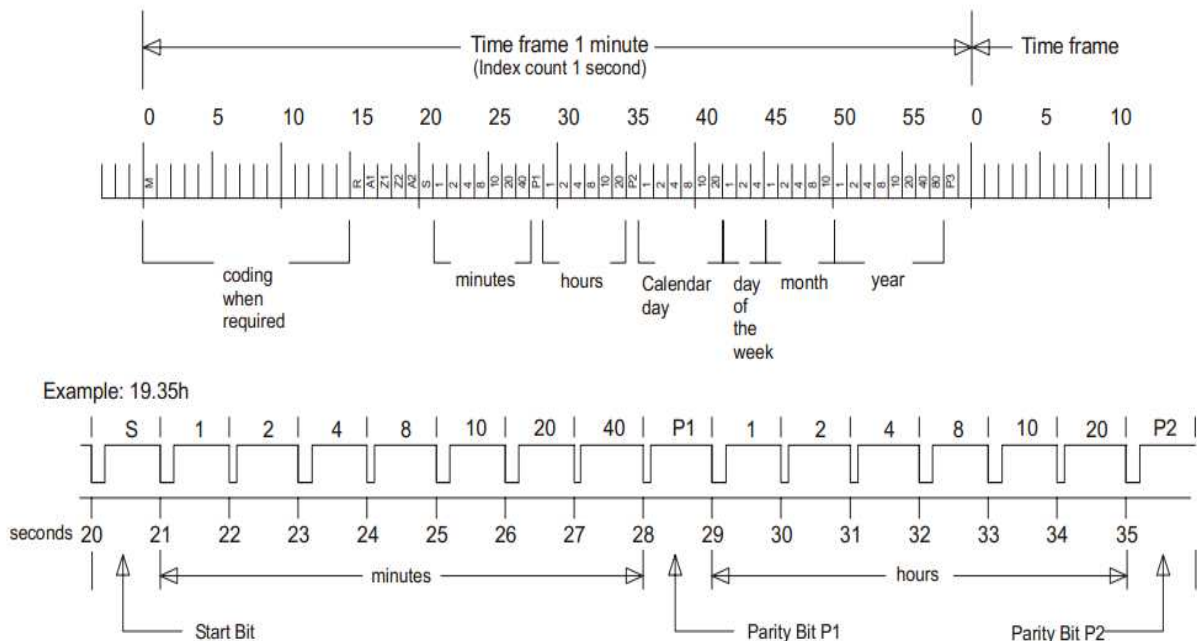 Time frame 1 minute
(Index count 1 second)
Time frame
0 5 10 15 20 25 30 35 40 45 50 55 0 5 10
M R A1 Z1 Z2 A2 S 1 2 4 8 10 20 40 P1 1 2 4 8 10 20 P2 1 2 4 8 10 20 1 2 4 1 2 4 8 10 1 2 4 8 10 20 40 80 P3
coding
when
required
minutes
hours
Calendar
day
day
of
the
week
month
year
Example: 19.35h
S 1 2 4 8 10 20 40 P1 1 2 4 8 10 20 P2
seconds 20 21 22 23 24 25 26 27 28 29 30 31 32 33 34 35
minutes
hours
Start Bit
Parity Bit P1
Parity Bit P2